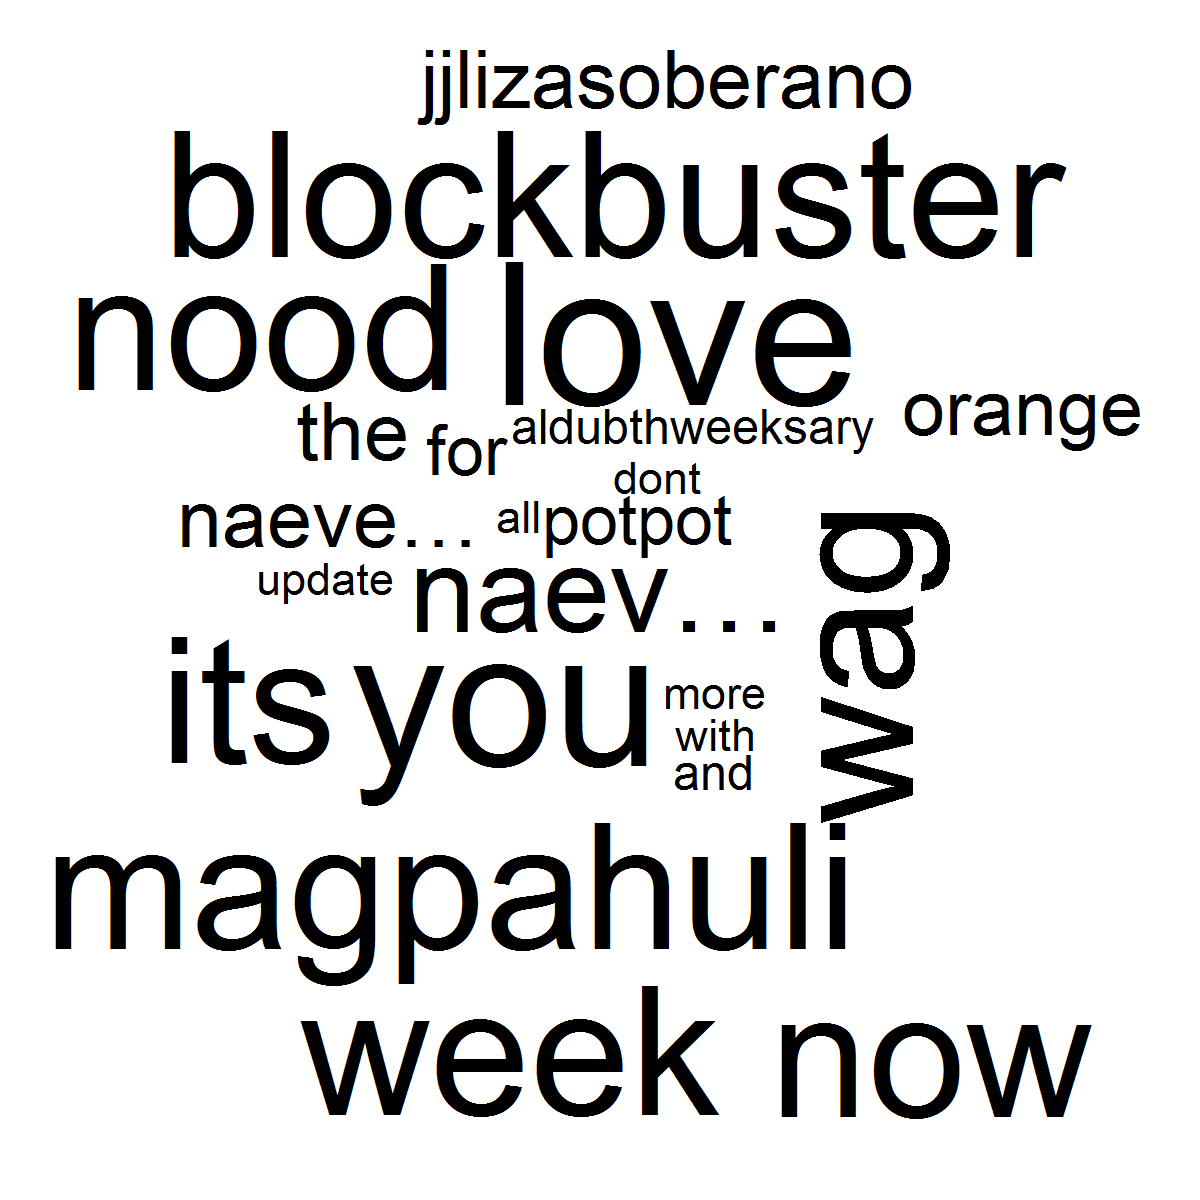 jjlizasoberano
blockbuster
nood love
the for aldubthweeksary orange
dont
naeve… all potpot
update naev…
wag
its you
more
with
and
magpahuli
week now